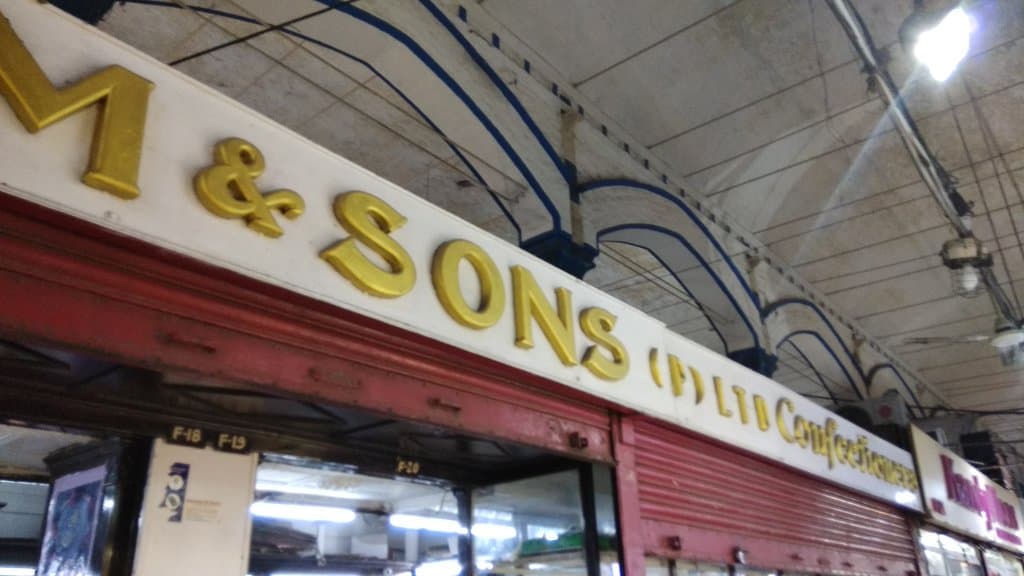 M & SONS (P) LTD Confectioners
F-18 F-19
F-20